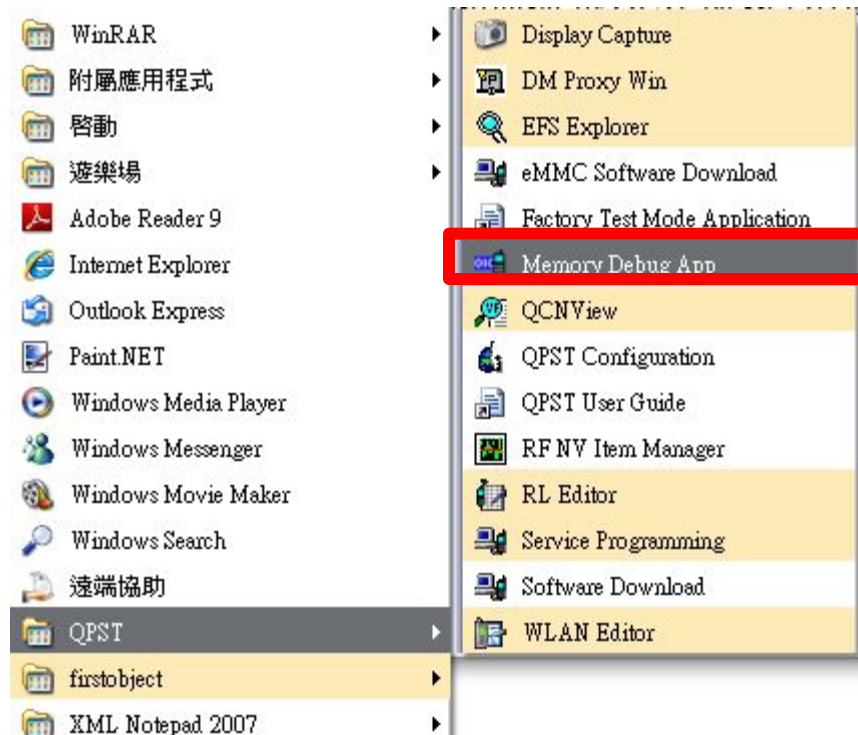 WinRAR
附屬應用程式
啓動
遊樂場
Adobe Reader 9
Internet Explorer
Outlook Express
Paint.NET
Windows Media Player
Windows Messenger
Windows Movie Maker
Windows Search
遠端協助
QPST
firstobject
XML Notepad 2007
Display Capture
DM Proxy Win
EFS Explorer
eMMC Software Download
Factory Test Mode Application
Memory Debug App
QCNView
QPST Configuration
QPST User Guide
RF NV Item Manager
RL Editor
Service Programming
Software Download
WLAN Editor